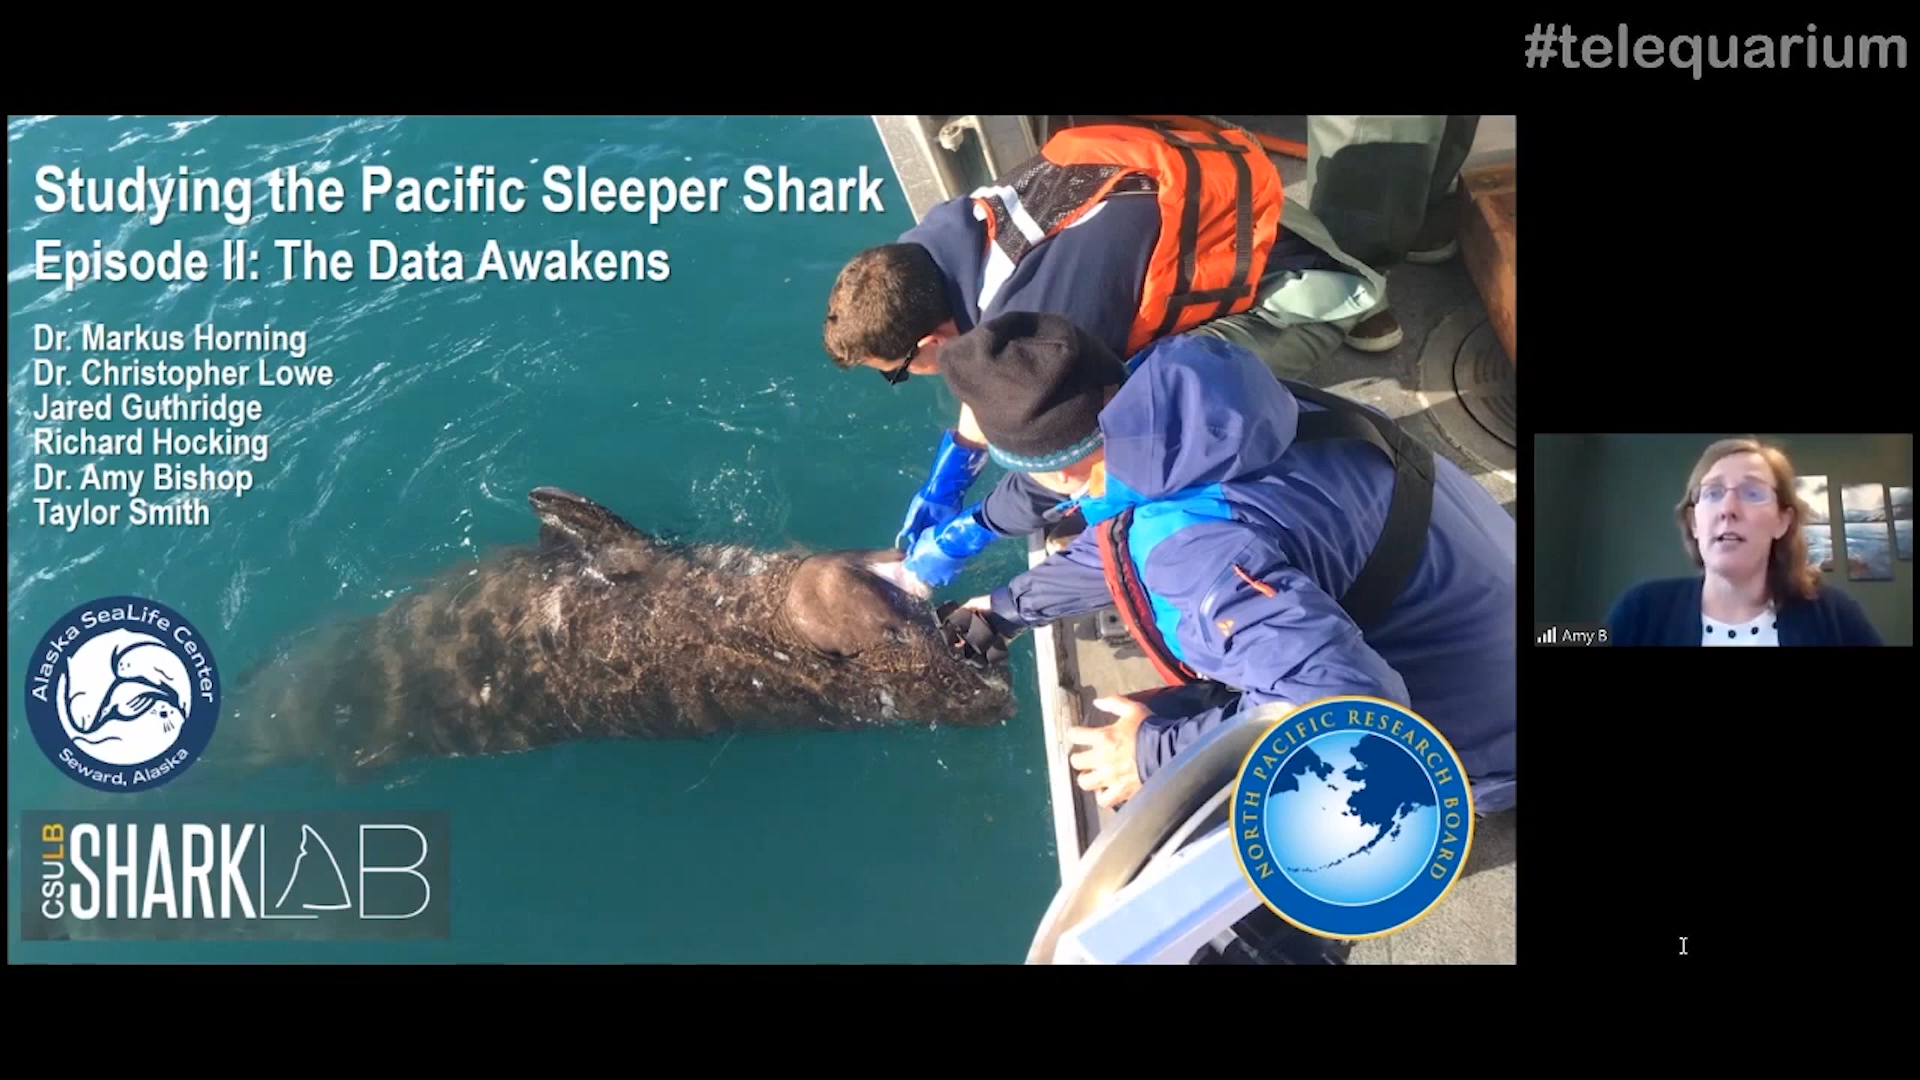 #telequarium
Studying the Pacific Sleeper Shark
Episode II: The Data Awakens
Dr. Markus Horning
Dr. Christopher Lowe
Jared Guthridge
Richard Hocking
Dr. Amy Bishop
Taylor Smith
Alaska SeaLife Center
Seward, Alaska
CSULB SHARKLAB
NORTH PACIFIC RESEARCH BOARD
Amy B